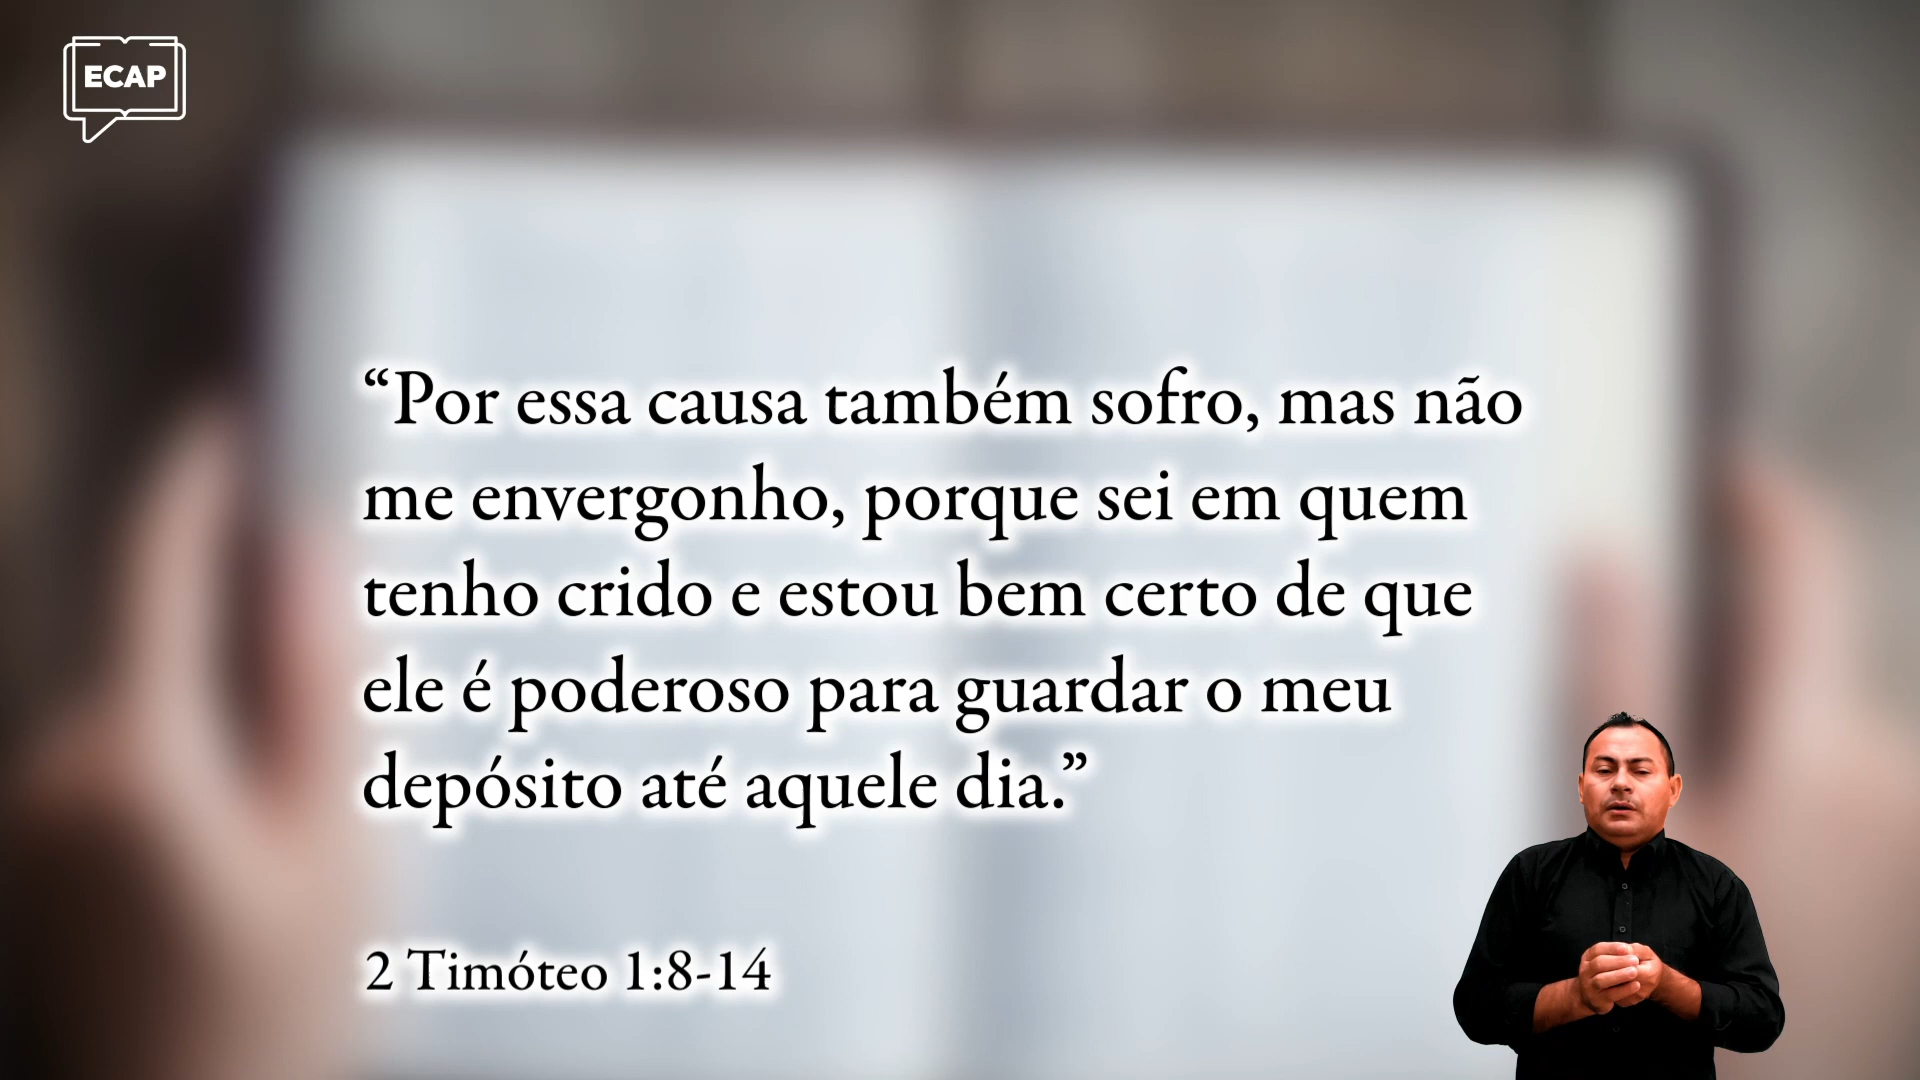 ECAP
“Por essa causa também sofro, mas não
me envergonho, porque sei em quem
tenho crido e estou bem certo de que
ele é poderoso para guardar o meu
depósito até aquele dia.”
2 Timóteo 1:8-14